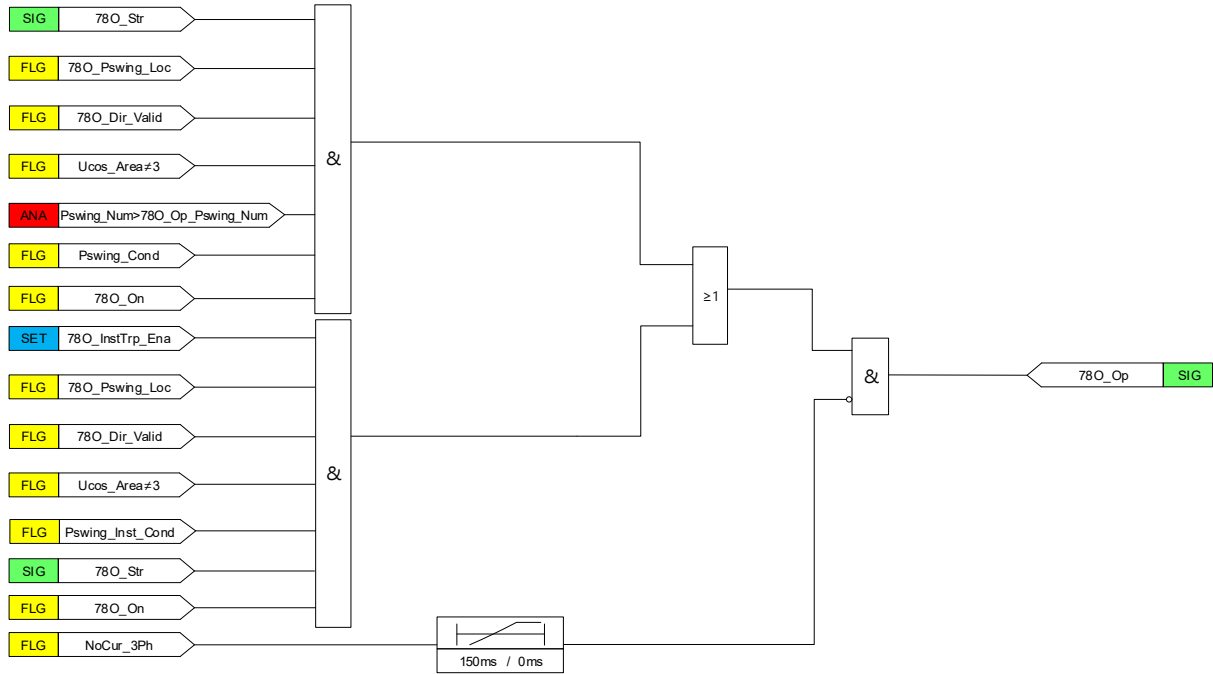 SIG 78O_Str
FLG 78O_Pswing_Loc
FLG 78O_Dir_Valid
FLG Ucos_Area≠3
ANA Pswing_Num>78O_Op_Pswing_Num
FLG Pswing_Cond
FLG 78O_On
&
SET 78O_InstTrp_Ena
FLG 78O_Pswing_Loc
FLG 78O_Dir_Valid
FLG Ucos_Area≠3
FLG Pswing_Inst_Cond
SIG 78O_Str
FLG 78O_On
&
FLG NoCur_3Ph
150ms / 0ms
≥1
&
78O_Op SIG